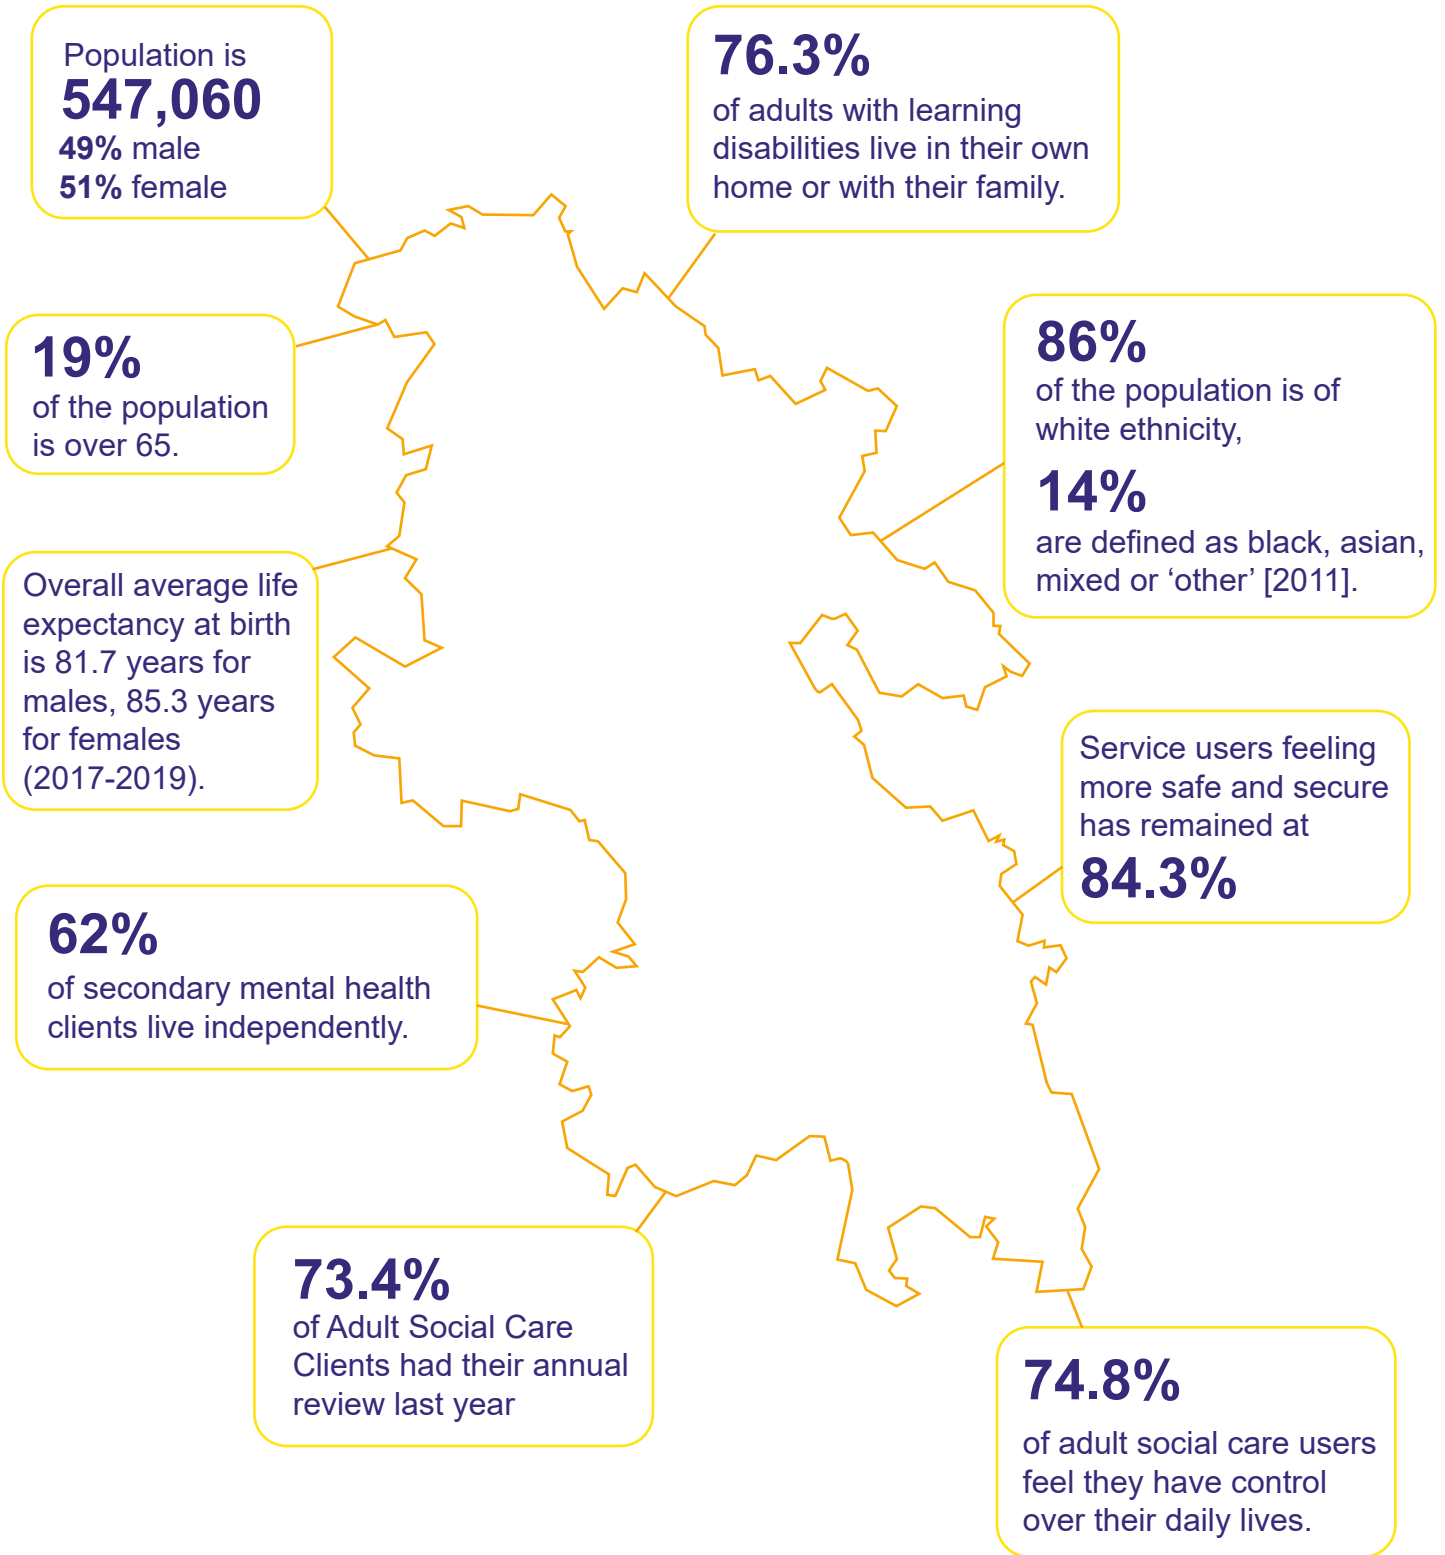 Population is
547,060
49% male
51% female
76.3%
of adults with learning
disabilities live in their own
home or with their family.
19%
of the population
is over 65.
86%
of the population is of
white ethnicity,
14%
are defined as black, asian,
mixed or ‘other’ [2011].
Overall average life
expectancy at birth
is 81.7 years for
males, 85.3 years
for females
(2017-2019).
Service users feeling
more safe and secure
has remained at
84.3%
62%
of secondary mental health
clients live independently.
73.4%
of Adult Social Care
Clients had their annual
review last year
74.8%
of adult social care users
feel they have control
over their daily lives.